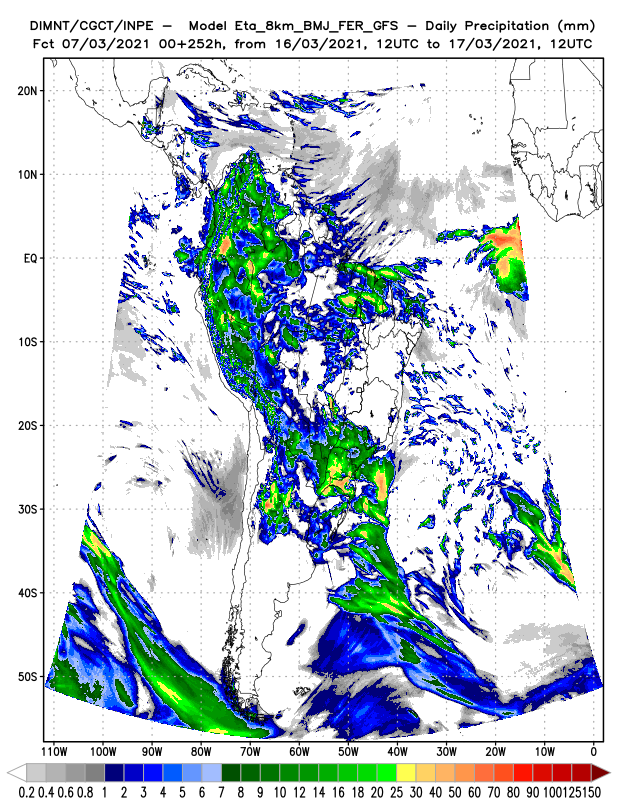 DIMNT/CGCT/INPE − Model Eta_8km_BMJ_FER_GFS − Daily Precipitation (mm)
Fct 07/03/2021 00+252h, from 16/03/2021, 12UTC to 17/03/2021, 12UTC
20N
10N
EQ
10S
20S
30S
40S
50S
110W 100W 90W 80W 70W 60W 50W 40W 30W 20W 10W 0
0.2 0.4 0.6 0.8 1 2 3 4 5 6 7 8 9 10 12 14 16 18 20 25 30 40 50 60 70 80 90 100 125 150